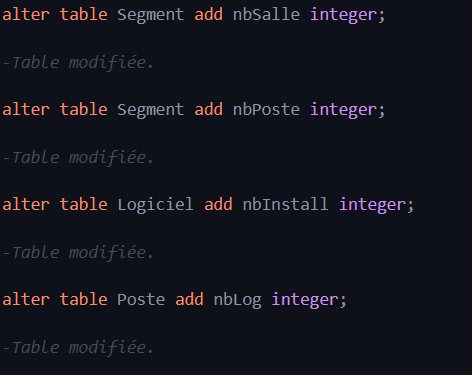 alter table Segment add nbSalle integer;
-Table modifiée.
alter table Segment add nbPoste integer;
-Table modifiée.
alter table Logiciel add nbInstall integer;
-Table modifiée.
alter table Poste add nbLog integer;
-Table modifiée.